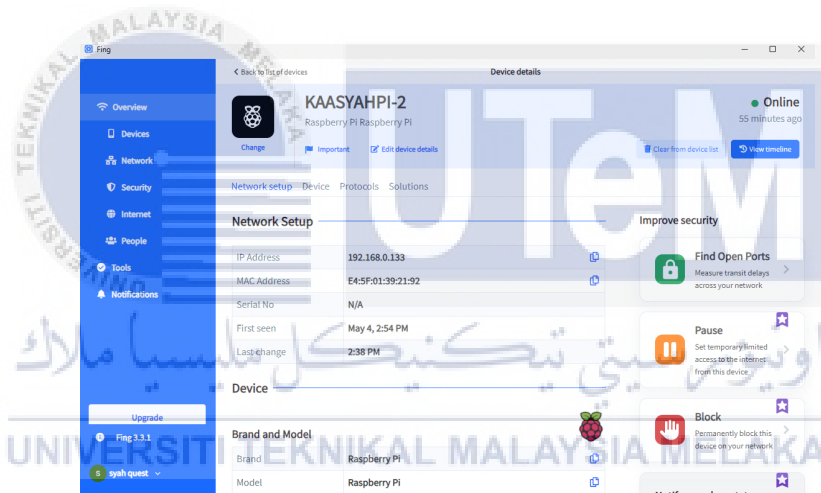 Fing
Back to list of devices
Device details
Overview
Devices
Network
Security
Internet
People
Tools
Notifications
Upgrade
Fing 3.3.1
S syah quest
Change
KAASYAHPI-2
Raspberry Pi Raspberry Pi
Important
Edit device details
Online
55 minutes ago
Clear from device list
View timeline
Network setup Device Protocols Solutions
Network Setup
IP Address 192.168.0.133
MAC Address E4:5F:01:39:21:92
Serial No N/A
First seen May 4, 2:54 PM
Last change 2:38 PM
Device
Brand and Model
Brand Raspberry Pi
Model Raspberry Pi
Improve security
Find Open Ports
Measure transit delays
across your network
Pause
Set temporary limited
access to the internet
from this device
Block
Permanently block this
device on your network
UTeM
اونيۏرسيتي تيكنيكل مليسيا ملاك
UNIVERSITI TEKNIKAL MALAYSIA MELAKA